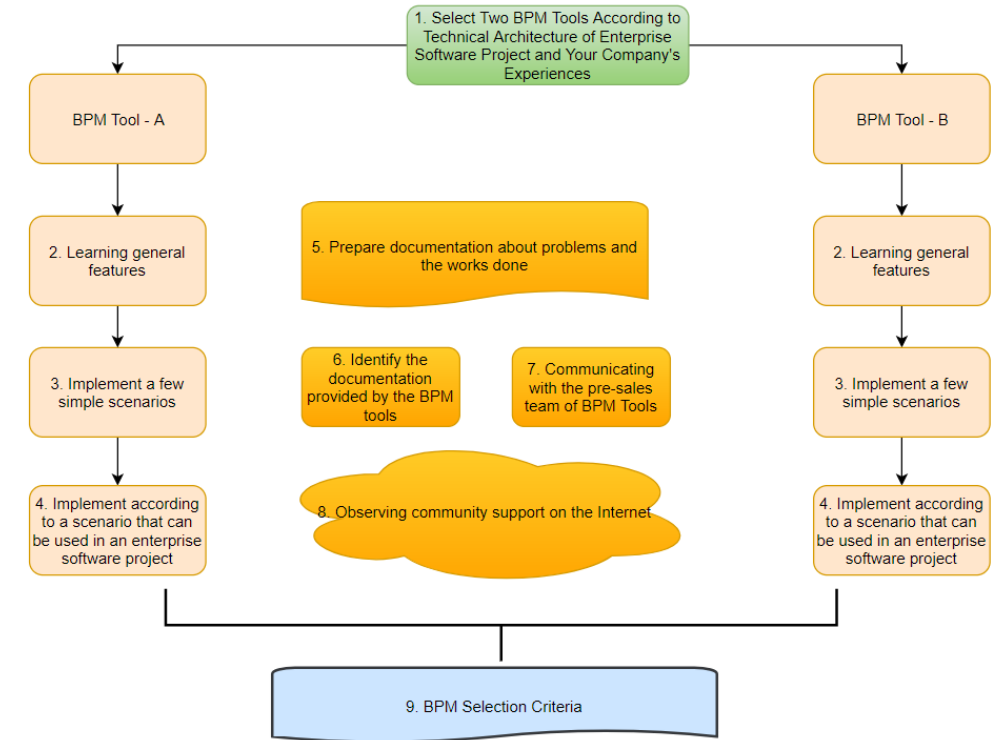 1. Select Two BPM Tools According to
Technical Architecture of Enterprise
Software Project and Your Company's
Experiences
BPM Tool - A
BPM Tool - B
2. Learning general
features
5. Prepare documentation about problems and
the works done
2. Learning general
features
3. Implement a few
simple scenarios
6. Identify the
documentation
provided by the BPM
tools
7. Communicating
with the pre-sales
team of BPM Tools
3. Implement a few
simple scenarios
4. Implement according
to a scenario that can
be used in an enterprise
software project
8. Observing community support on the Internet
4. Implement according
to a scenario that can
be used in an enterprise
software project
9. BPM Selection Criteria